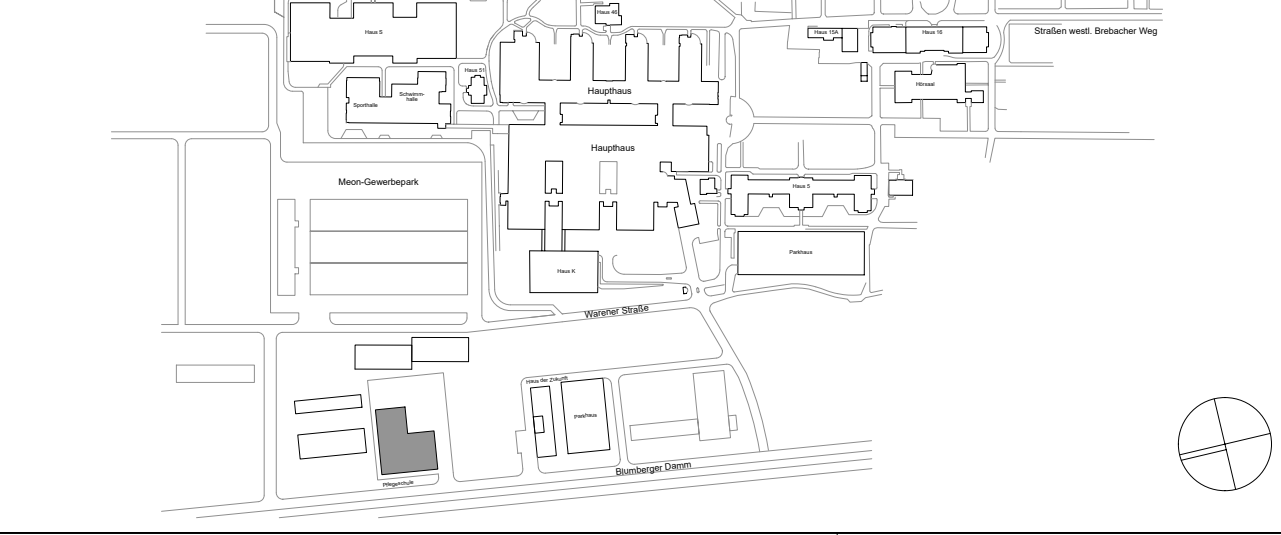 Haus 46
Haus S
Haus 15A
Haus 16
Straßen westl. Brebacher Weg
Haus 51
Hörsaal
Haupthaus
Schwimm-
halle
Sporthalle
Haupthaus
Meon-Gewerbepark
Haus 5
Parkhaus
Haus K
Warener Straße
Haus der Zukunft
Parkhaus
Blumberger Damm
Pflegeschule